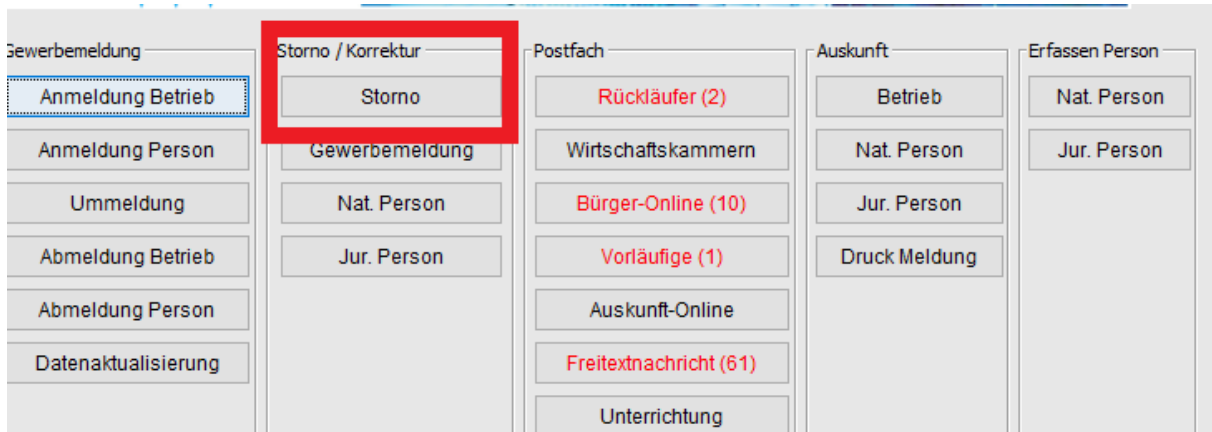 Gewerbemeldung
Anmeldung Betrieb
Anmeldung Person
Ummeldung
Abmeldung Betrieb
Abmeldung Person
Datenaktualisierung
Storno / Korrektur
Storno
Gewerbemeldung
Nat. Person
Jur. Person
Postfach
Rückläufer (2)
Wirtschaftskammern
Bürger-Online (10)
Vorläufige (1)
Auskunft-Online
Freitextnachricht (61)
Unterrichtung
Auskunft
Betrieb
Nat. Person
Jur. Person
Druck Meldung
Erfassen Person
Nat. Person
Jur. Person